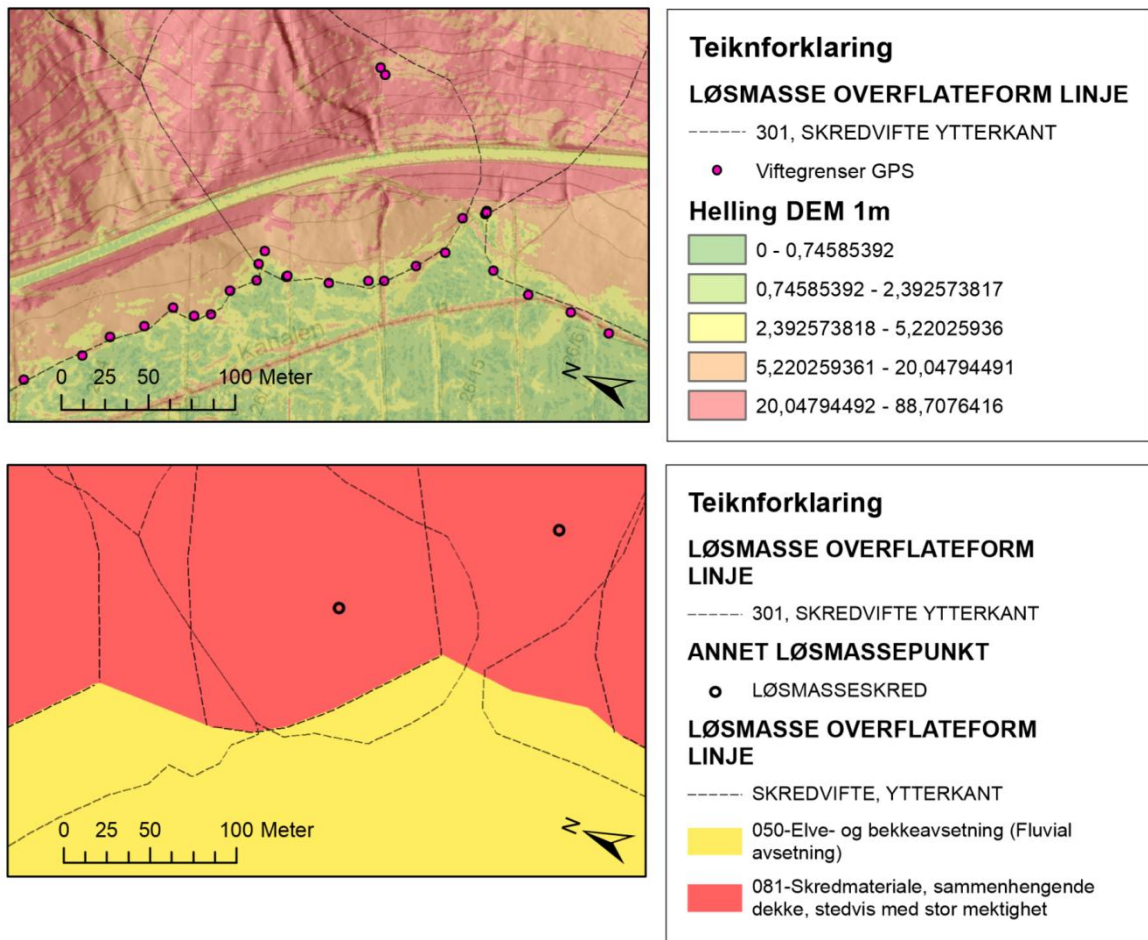 Kanalen
26/15
N
0 25 50 100 Meter
Teiknforklaring
LØSMASSE OVERFLATEFORM LINJE
301, SKREDVIFTE YTTERKANT
Viftegrenser GPS
Helling DEM 1m
0 - 0,74585392
0,74585392 - 2,392573817
2,392573818 - 5,22025936
5,220259361 - 20,04794491
20,04794492 - 88,7076416
N
0 25 50 100 Meter
Teiknforklaring
LØSMASSE OVERFLATEFORM
LINJE
301, SKREDVIFTE YTTERKANT
ANNET LØSMASSEPUNKT
LØSMASSESKRED
LØSMASSE OVERFLATEFORM
LINJE
SKREDVIFTE, YTTERKANT
050-Elve- og bekkeavsetning (Fluvial
avsetning)
081-Skredmateriale, sammenhengende
dekke, stedvis med stor mektighet